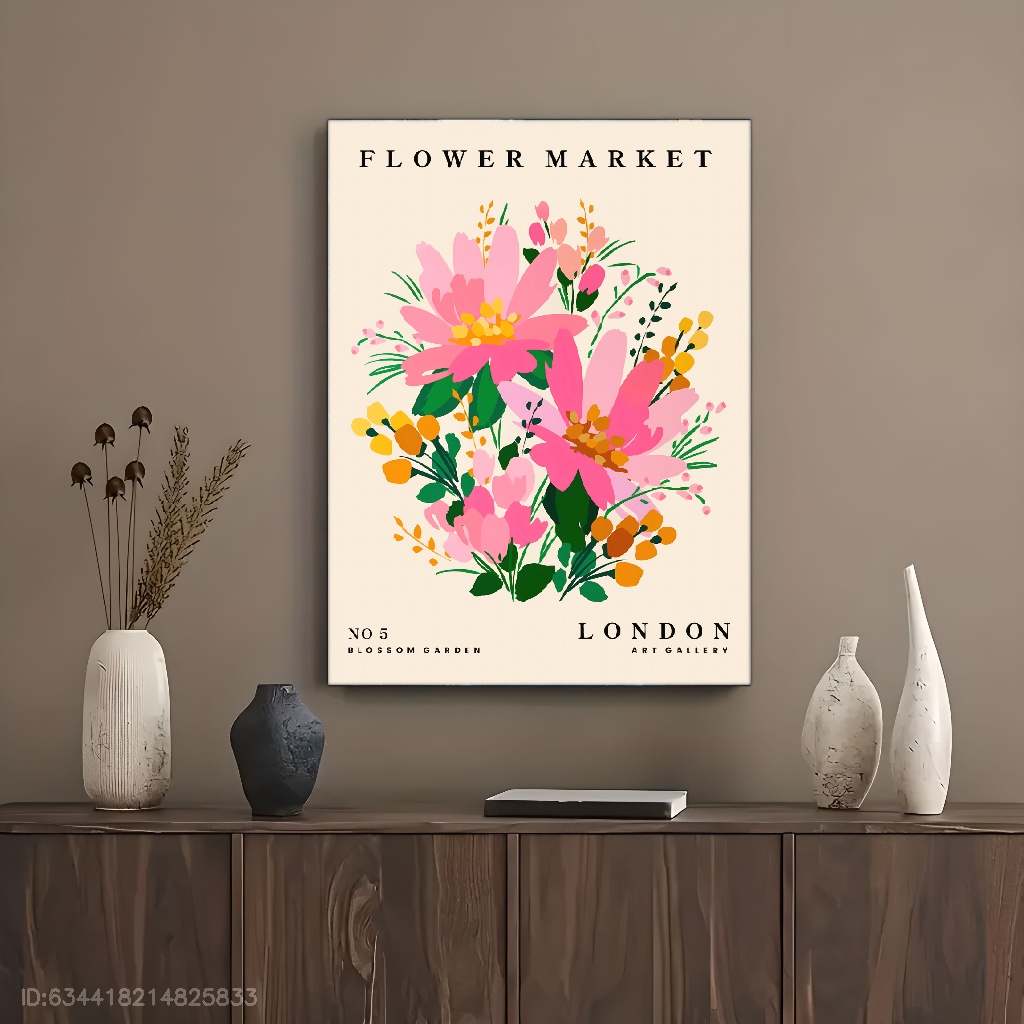 FLOWER MARKET
NO 5
BLOSSOM GARDEN
LONDON
ART GALLERY
ID:634418214825833